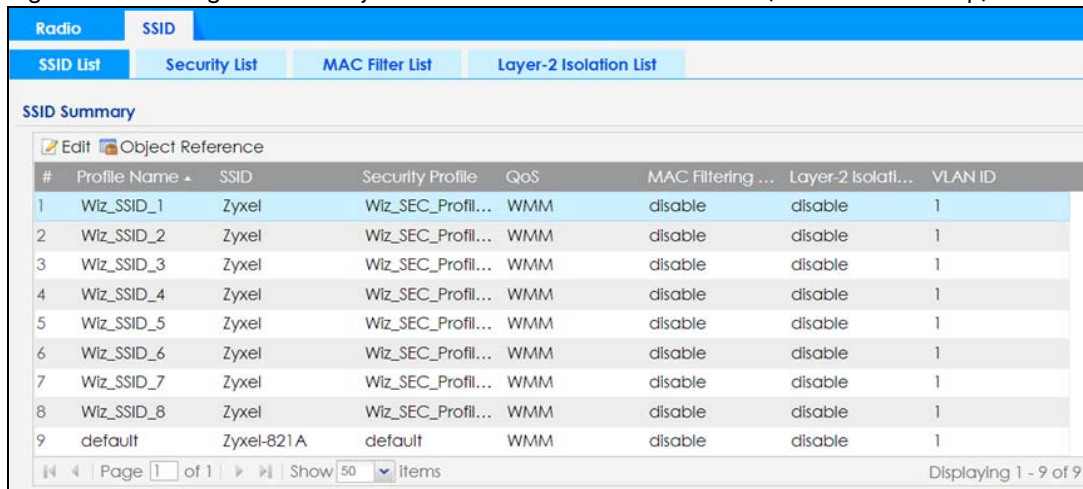 Radio SSID
SSID List Security List MAC Filter List Layer-2 Isolation List
SSID Summary
Edit Object Reference
# Profile Name SSID Security Profile QoS MAC Filtering ... Layer-2 Isolati... VLAN ID
1 Wiz_SSID_1 Zyxel Wiz_SEC_Profil... WMM disable disable 1
2 Wiz_SSID_2 Zyxel Wiz_SEC_Profil... WMM disable disable 1
3 Wiz_SSID_3 Zyxel Wiz_SEC_Profil... WMM disable disable 1
4 Wiz_SSID_4 Zyxel Wiz_SEC_Profil... WMM disable disable 1
5 Wiz_SSID_5 Zyxel Wiz_SEC_Profil... WMM disable disable 1
6 Wiz_SSID_6 Zyxel Wiz_SEC_Profil... WMM disable disable 1
7 Wiz_SSID_7 Zyxel Wiz_SEC_Profil... WMM disable disable 1
8 Wiz_SSID_8 Zyxel Wiz_SEC_Profil... WMM disable disable 1
9 default Zyxel-821A default WMM disable disable 1
Page 1 of 1 Show 50 items Displaying 1 - 9 of 9